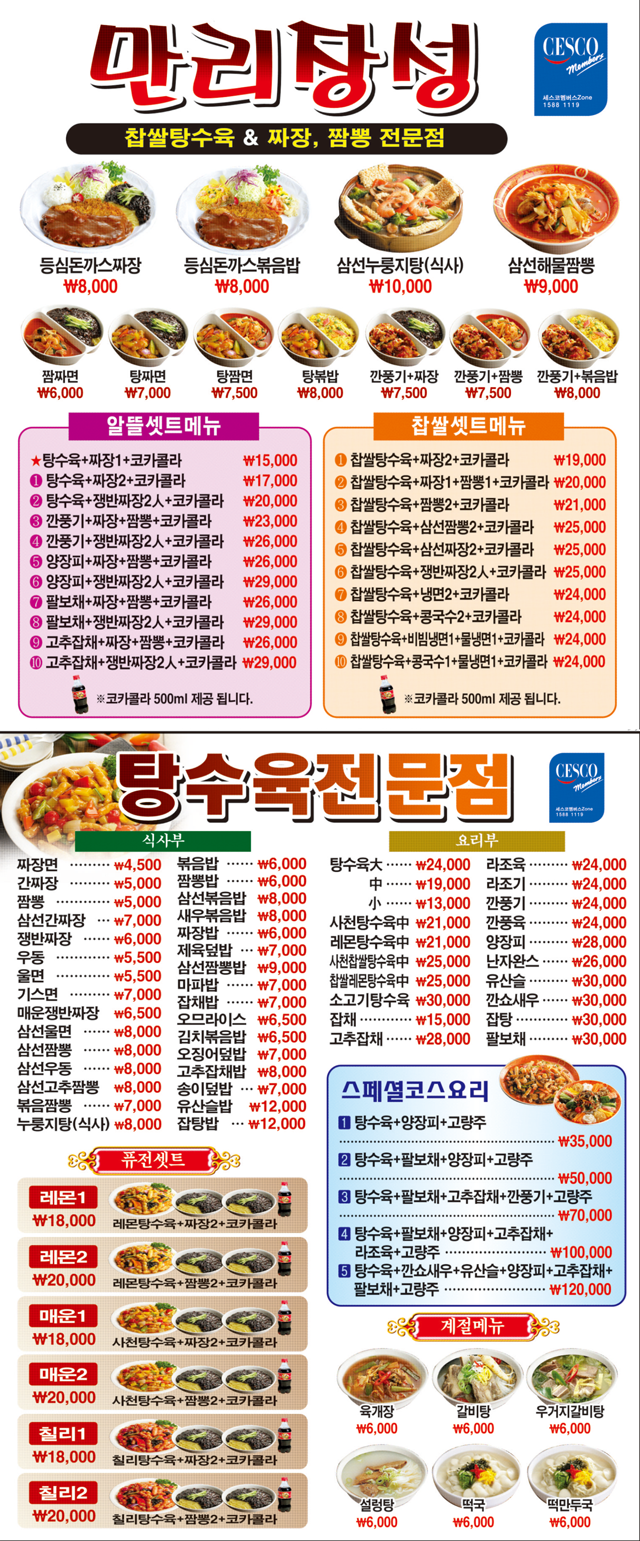 만리장성
CESCO
Members
세스코멤버스Zone
1588 1119
찹쌀탕수육 & 짜장, 짬뽕 전문점
등심돈까스짜장
₩8,000
등심돈까스볶음밥
₩8,000
삼선누룽지탕(식사)
₩10,000
삼선해물짬뽕
₩9,000
짬짜면
₩6,000
탕짜면
₩7,000
탕짬면
₩7,500
탕볶밥
₩8,000
깐풍기+짜장
₩7,500
깐풍기+짬뽕
₩7,500
깐풍기+볶음밥
₩8,000
알뜰셋트메뉴
★탕수육+짜장1+코카콜라 ₩15,000
1 탕수육+짜장2+코카콜라 ₩17,000
2 탕수육+쟁반짜장2人+코카콜라 ₩20,000
3 깐풍기+짜장+짬뽕+코카콜라 ₩23,000
4 깐풍기+쟁반짜장2人+코카콜라 ₩26,000
5 양장피+짜장+짬뽕+코카콜라 ₩26,000
6 양장피+쟁반짜장2人+코카콜라 ₩29,000
7 팔보채+짜장+짬뽕+코카콜라 ₩26,000
8 팔보채+쟁반짜장2人+코카콜라 ₩29,000
9 고추잡채+짜장+짬뽕+코카콜라 ₩26,000
10 고추잡채+쟁반짜장2人+코카콜라 ₩29,000
※코카콜라 500ml 제공 됩니다.
찹쌀셋트메뉴
1 찹쌀탕수육+짜장2+코카콜라 ₩19,000
2 찹쌀탕수육+짜장1+짬뽕1+코카콜라 ₩20,000
3 찹쌀탕수육+짬뽕2+코카콜라 ₩21,000
4 찹쌀탕수육+삼선짬뽕2+코카콜라 ₩25,000
5 찹쌀탕수육+삼선짜장2+코카콜라 ₩25,000
6 찹쌀탕수육+쟁반짜장2人+코카콜라 ₩25,000
7 찹쌀탕수육+냉면2+코카콜라 ₩24,000
8 찹쌀탕수육+콩국수2+코카콜라 ₩24,000
9 찹쌀탕수육+비빔냉면1+물냉면1+코카콜라 ₩24,000
10 찹쌀탕수육+콩국수1+물냉면1+코카콜라 ₩24,000
※코카콜라 500ml 제공 됩니다.
탕수육전문점
CESCO
Members
세스코멤버스Zone
1588 1119
식사부
짜장면 ········ ₩4,500
간짜장 ········ ₩5,000
짬뽕 ········ ₩5,000
삼선간짜장 ··· ₩7,000
쟁반짜장 ······ ₩6,000
우동 ········ ₩5,500
울면 ········ ₩5,500
기스면 ········ ₩7,000
매운쟁반짜장 ₩6,500
삼선울면 ······ ₩8,000
삼선짬뽕 ······ ₩8,000
삼선우동 ······ ₩8,000
삼선고추짬뽕 ₩8,000
볶음짬뽕 ······ ₩7,000
누룽지탕(식사) ₩8,000
볶음밥 ······ ₩6,000
짬뽕밥 ······ ₩6,000
삼선볶음밥 ₩8,000
새우볶음밥 ₩8,000
짜장밥 ······ ₩6,000
제육덮밥 ··· ₩7,000
삼선짬뽕밥 ₩9,000
마파밥 ······ ₩7,000
잡채밥 ······ ₩7,000
오므라이스 ₩6,500
김치볶음밥 ₩6,500
오징어덮밥 ₩7,000
고추잡채밥 ₩8,000
송이덮밥 ··· ₩7,000
유산슬밥 ₩12,000
잡탕밥 ··· ₩12,000
요리부
탕수육大 ······ ₩24,000
中 ······ ₩19,000
小 ······ ₩13,000
사천탕수육中 ₩21,000
레몬탕수육中 ₩21,000
사천찹쌀탕수육中 ₩25,000
찹쌀레몬탕수육中 ₩25,000
소고기탕수육 ₩30,000
잡채 ········ ₩15,000
고추잡채 ······ ₩28,000
라조육 ········ ₩24,000
라조기 ········ ₩24,000
깐풍기 ········ ₩24,000
깐풍육 ········ ₩24,000
양장피 ········ ₩28,000
난자완스 ······ ₩26,000
유산슬 ········ ₩30,000
깐쇼새우 ······ ₩30,000
잡탕 ········ ₩30,000
팔보채 ········ ₩30,000
스페셜코스요리
1 탕수육+양장피+고량주
₩35,000
2 탕수육+팔보채+양장피+고량주
₩50,000
3 탕수육+팔보채+고추잡채+깐풍기+고량주
₩70,000
4 탕수육+팔보채+양장피+고추잡채+
라조육+고량주 ········ ₩100,000
5 탕수육+깐쇼새우+유산슬+양장피+고추잡채+
팔보채+고량주 ········ ₩120,000
퓨전셋트
레몬1
₩18,000
레몬탕수육+짜장2+코카콜라
레몬2
₩20,000
레몬탕수육+짬뽕2+코카콜라
매운1
₩18,000
사천탕수육+짜장2+코카콜라
매운2
₩20,000
사천탕수육+짬뽕2+코카콜라
칠리1
₩18,000
칠리탕수육+짜장2+코카콜라
칠리2
₩20,000
칠리탕수육+짬뽕2+코카콜라
계절메뉴
육개장
₩6,000
갈비탕
₩6,000
우거지갈비탕
₩6,000
설렁탕
₩6,000
떡국
₩6,000
떡만두국
₩6,000